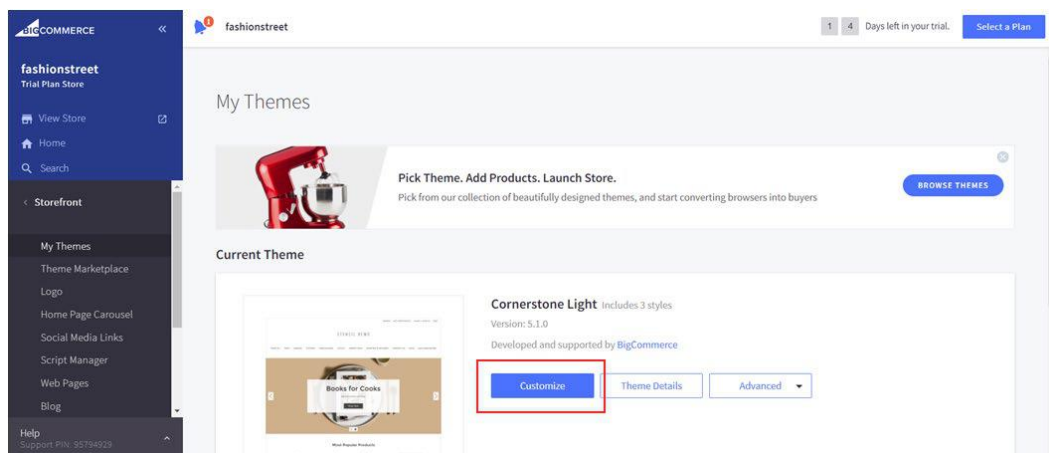 BIGCOMMERCE
«
fashionstreet
Trial Plan Store
View Store
Home
Search
< Storefront
My Themes
Theme Marketplace
Logo
Home Page Carousel
Social Media Links
Script Manager
Web Pages
Blog
Help
Support PIN: 95794929
1
fashionstreet
1 4 Days left in your trial.
Select a Plan
My Themes
Pick Theme. Add Products. Launch Store.
Pick from our collection of beautifully designed themes, and start converting browsers into buyers
BROWSE THEMES
Current Theme
Cornerstone Light Includes 3 styles
Version: 5.1.0
Developed and supported by BigCommerce
Customize
Theme Details
Advanced
Books for Cooks
Most Popular Products